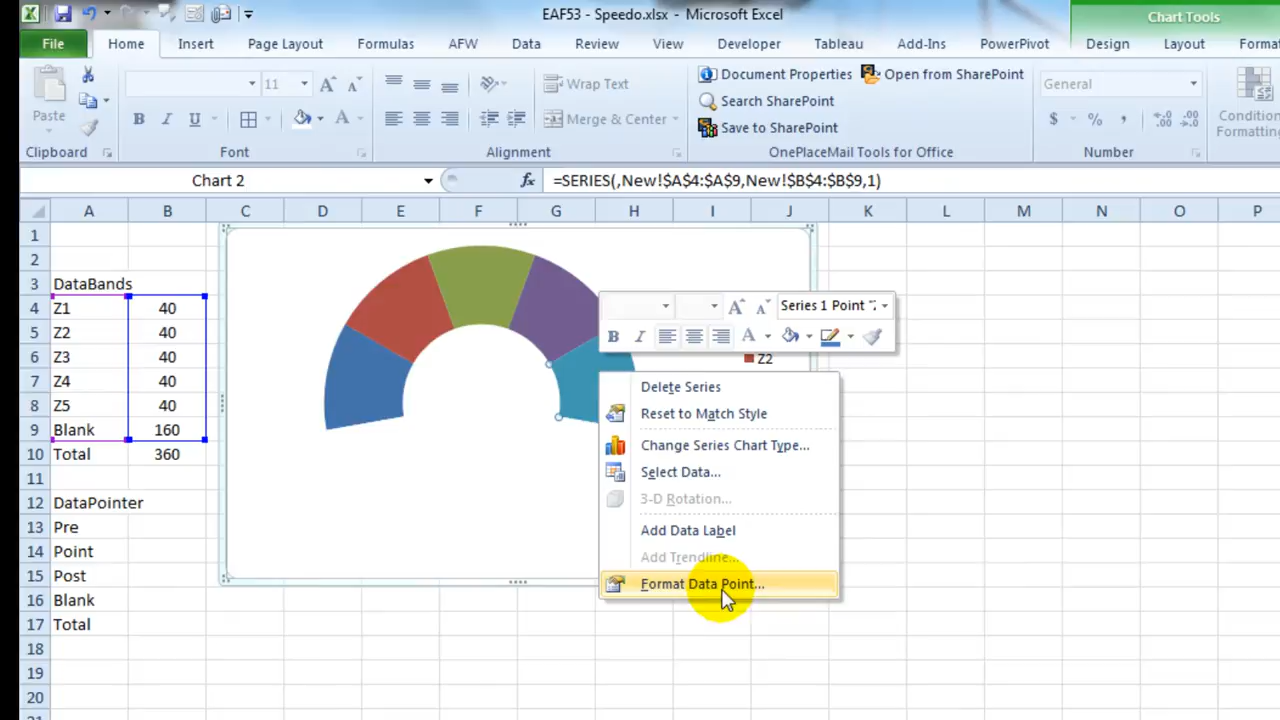 EAF53 - Speedo.xlsx - Microsoft Excel
Chart Tools
File Home Insert Page Layout Formulas AFW Data Review View Developer Tableau Add-Ins PowerPivot Design Layout
Paste
11
B I U
A
Wrap Text
Merge & Center
Document Properties
Open from SharePoint
Search SharePoint
Save to SharePoint
General
$ % ,
Formatting
Clipboard Font Alignment OnePlaceMail Tools for Office Number
Chart 2 fx =SERIES(,New!$A$4:$A$9,New!$B$4:$B$9,1)
A B C D E F G H I J K L M N O P
1
2
3 DataBands
4 Z1 40
5 Z2 40
6 Z3 40
7 Z4 40
8 Z5 40
9 Blank 160
10 Total 360
11
12 DataPointer
13 Pre
14 Point
15 Post
16 Blank
17 Total
18
19
20
Series 1 Point "
B I A
Z2
Delete Series
Reset to Match Style
Change Series Chart Type...
Select Data...
3-D Rotation...
Add Data Label
Add Trendline...
Format Data Point...